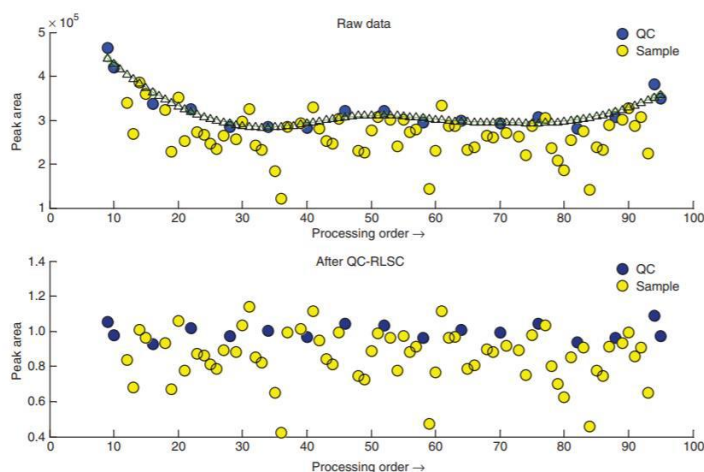 Raw data
5 × 10⁵
QC
Sample
4
3
2
1
Peak area
0 10 20 30 40 50 60 70 80 90 100
Processing order →
After QC-RLSC
1.4
QC
Sample
1.2
1.0
0.8
0.6
0.4
Peak area
0 10 20 30 40 50 60 70 80 90 100
Processing order →